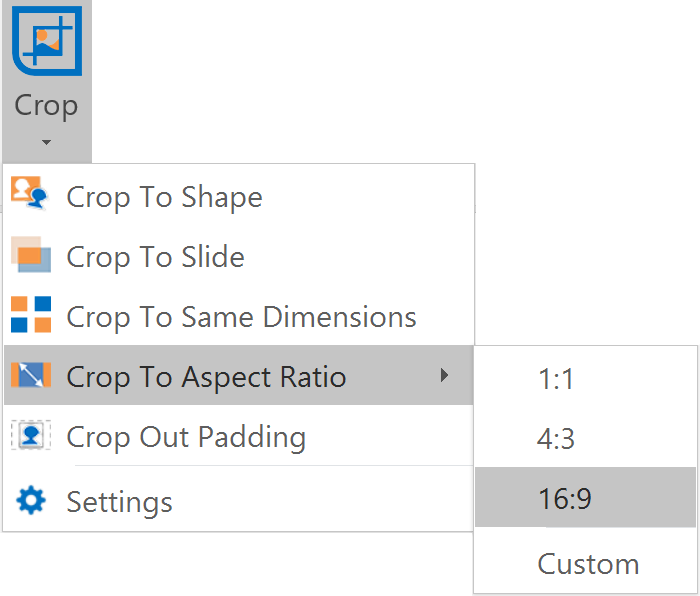 Crop
Crop To Shape
Crop To Slide
Crop To Same Dimensions
Crop To Aspect Ratio
Crop Out Padding
Settings
1:1
4:3
16:9
Custom